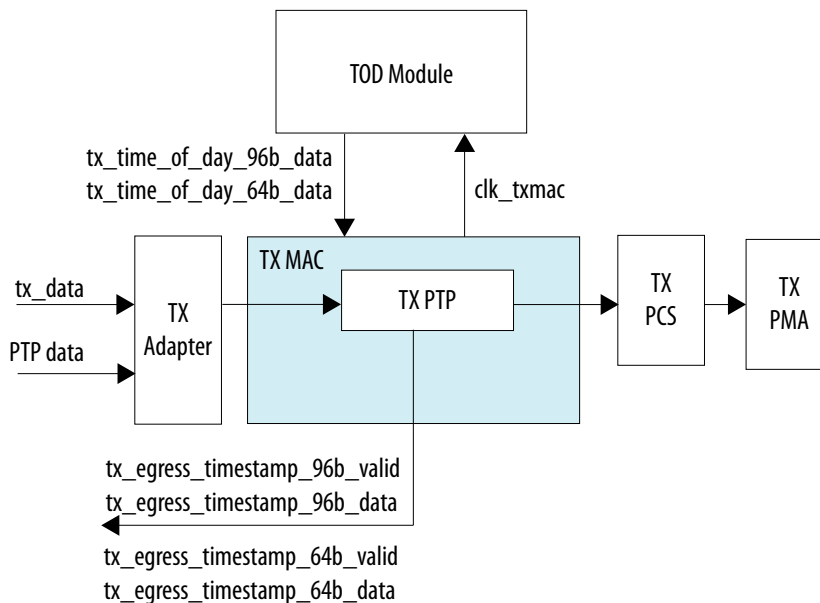 TOD Module
tx_time_of_day_96b_data
tx_time_of_day_64b_data
clk_txmac
TX MAC
tx_data
PTP data
TX
Adapter
TX PTP
TX
PCS
TX
PMA
tx_egress_timestamp_96b_valid
tx_egress_timestamp_96b_data
tx_egress_timestamp_64b_valid
tx_egress_timestamp_64b_data